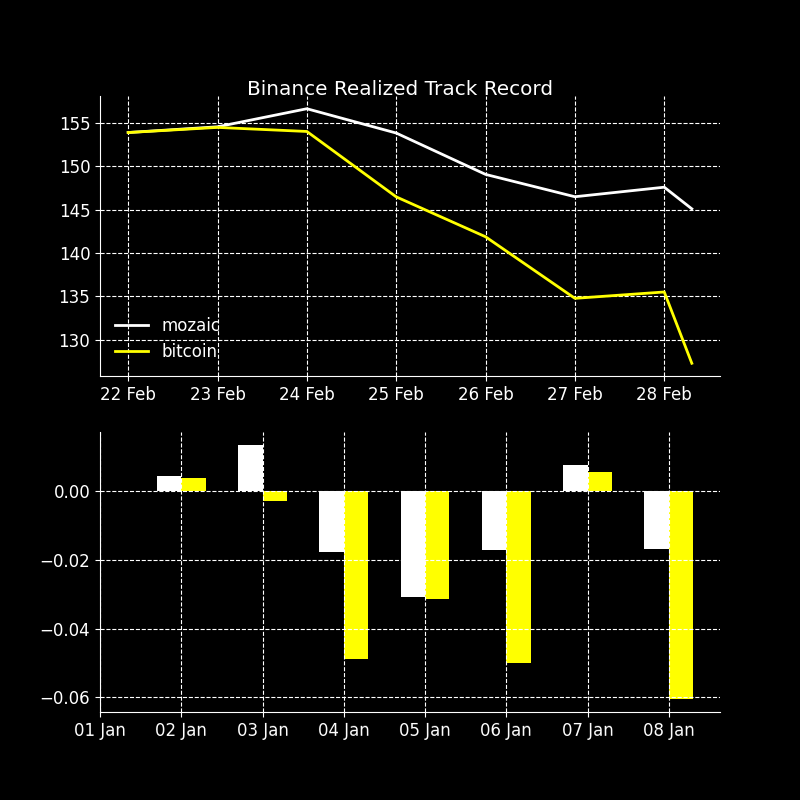 Binance Realized Track Record
155
150
145
140
135
130
mozaic
bitcoin
22 Feb 23 Feb 24 Feb 25 Feb 26 Feb 27 Feb 28 Feb
0.00
−0.02
−0.04
−0.06
01 Jan 02 Jan 03 Jan 04 Jan 05 Jan 06 Jan 07 Jan 08 Jan